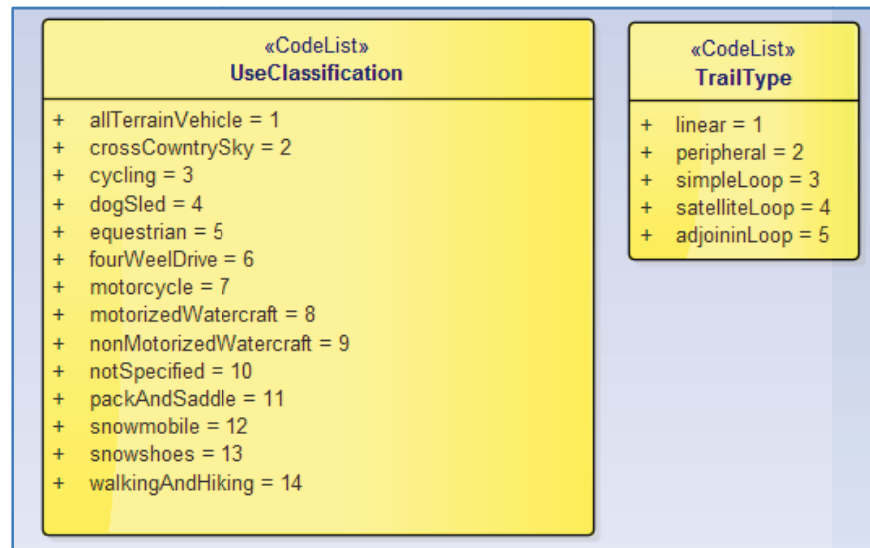 «CodeList»
UseClassification
+ allTerrainVehicle = 1
+ crossCowntrySky = 2
+ cycling = 3
+ dogSled = 4
+ equestrian = 5
+ fourWeelDrive = 6
+ motorcycle = 7
+ motorizedWatercraft = 8
+ nonMotorizedWatercraft = 9
+ notSpecified = 10
+ packAndSaddle = 11
+ snowmobile = 12
+ snowshoes = 13
+ walkingAndHiking = 14
«CodeList»
TrailType
+ linear = 1
+ peripheral = 2
+ simpleLoop = 3
+ satelliteLoop = 4
+ adjoininLoop = 5